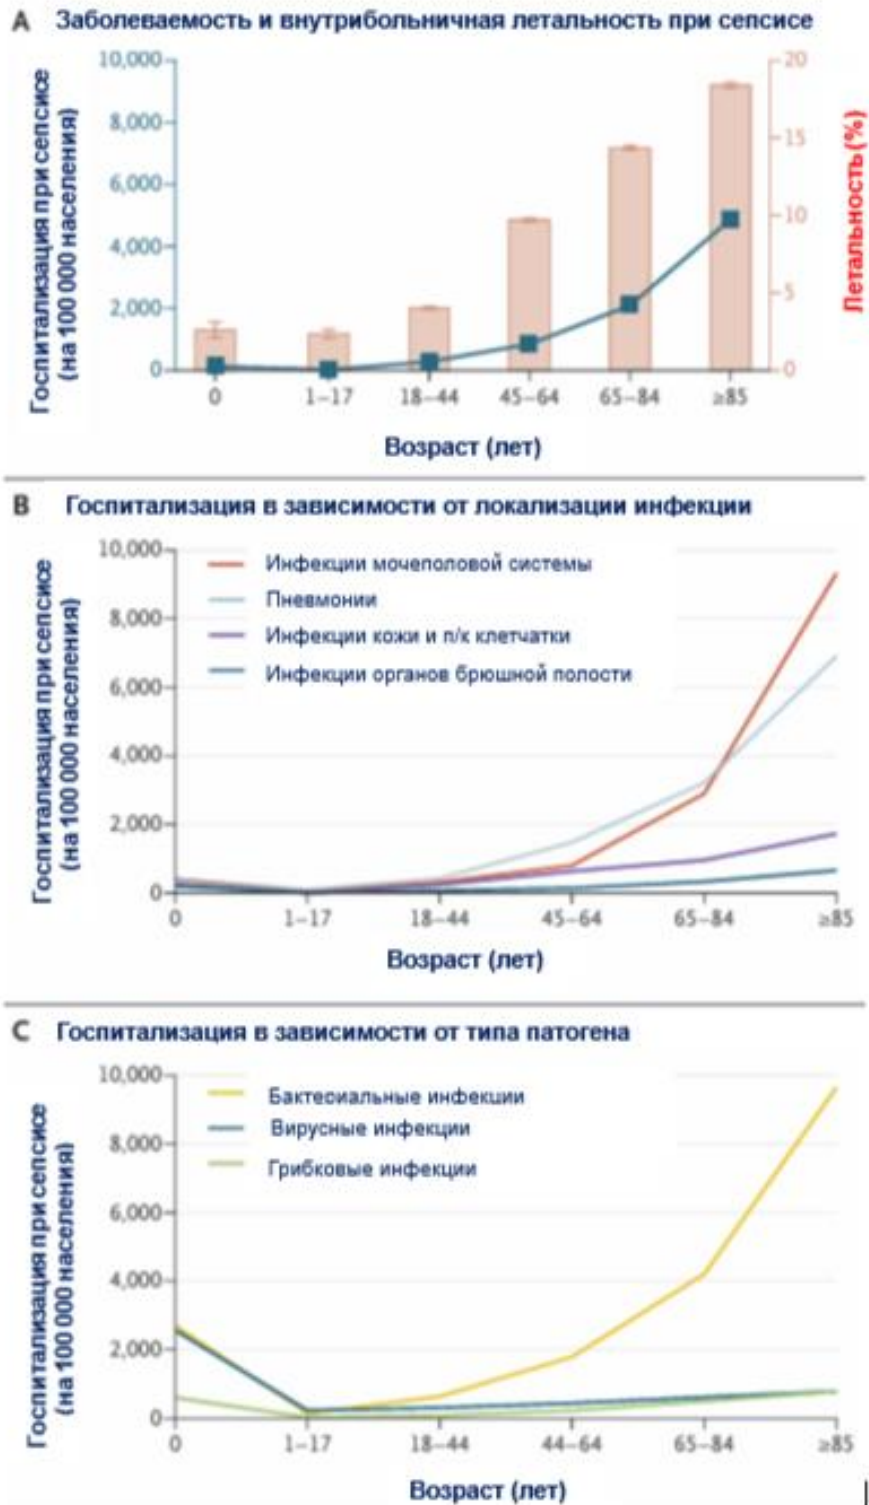 A Заболеваемость и внутрибольничная летальность при сепсисе
Госпитализация при сепсисе
(на 100 000 населения)
10,000
8,000
6,000
4,000
2,000
0
20
15
10
5
0
Летальность (%)
0 1–17 18–44 45–64 65–84 ≥85
Возраст (лет)
B Госпитализация в зависимости от локализации инфекции
Госпитализация при сепсисе
(на 100 000 населения)
10,000
8,000
6,000
4,000
2,000
0
Инфекции мочеполовой системы
Пневмонии
Инфекции кожи и п/к клетчатки
Инфекции органов брюшной полости
0 1–17 18–44 45–64 65–84 ≥85
Возраст (лет)
C Госпитализация в зависимости от типа патогена
Госпитализация при сепсисе
(на 100 000 населения)
10,000
8,000
6,000
4,000
2,000
0
Бактериальные инфекции
Вирусные инфекции
Грибковые инфекции
0 1–17 18–44 44–64 65–84 ≥85
Возраст (лет)